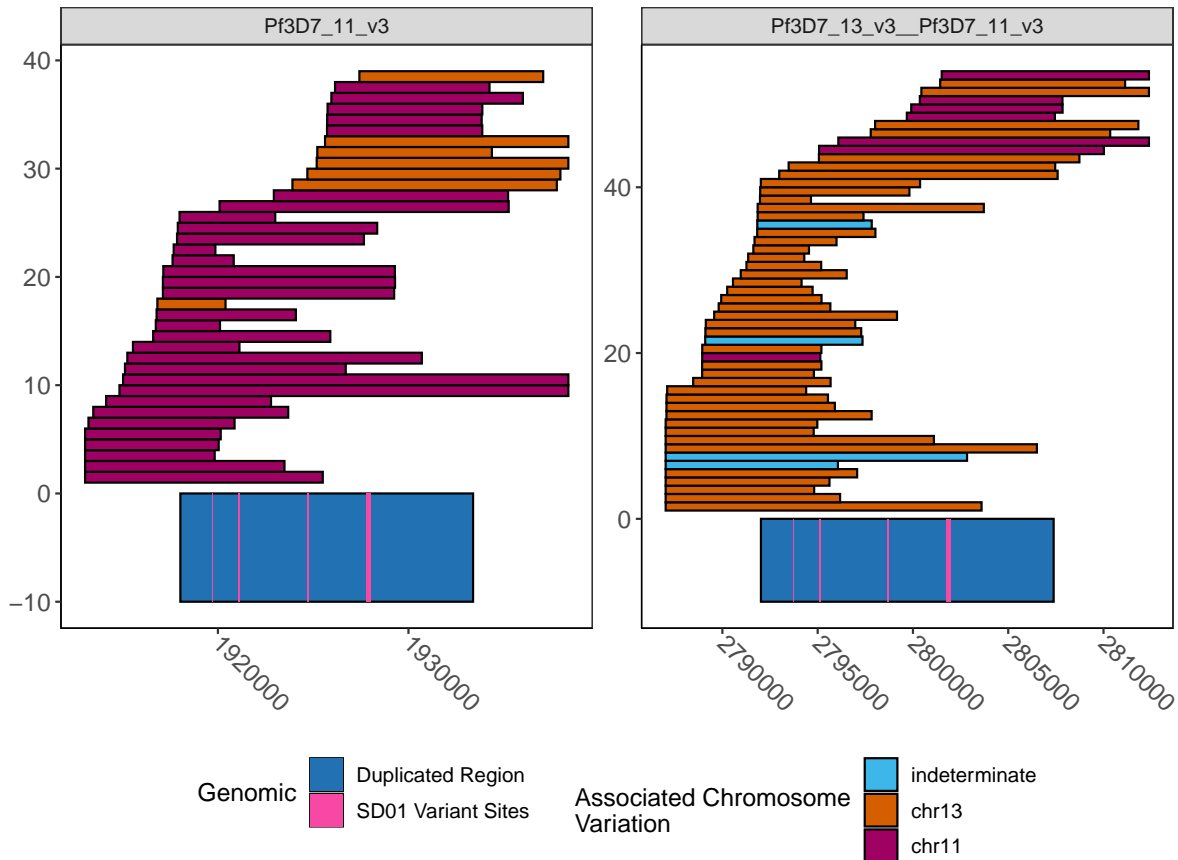 Pf3D7_11_v3
Pf3D7_13_v3__Pf3D7_11_v3
40
30
20
10
0
−10
40
20
0
1920000
1930000
2790000
2795000
2800000
2805000
2810000
Genomic
Duplicated Region
SD01 Variant Sites
Associated Chromosome
Variation
indeterminate
chr13
chr11